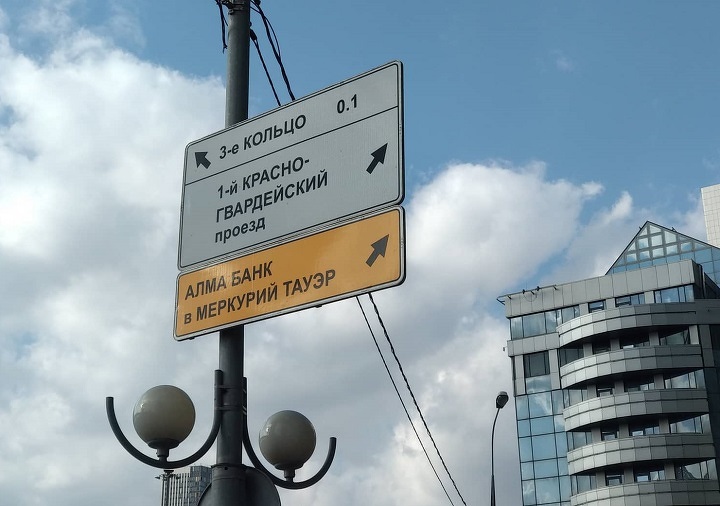 3-е КОЛЬЦО 0.1
1-й КРАСНО-
ГВАРДЕЙСКИЙ
проезд
АЛМА БАНК
в МЕРКУРИЙ ТАУЭР